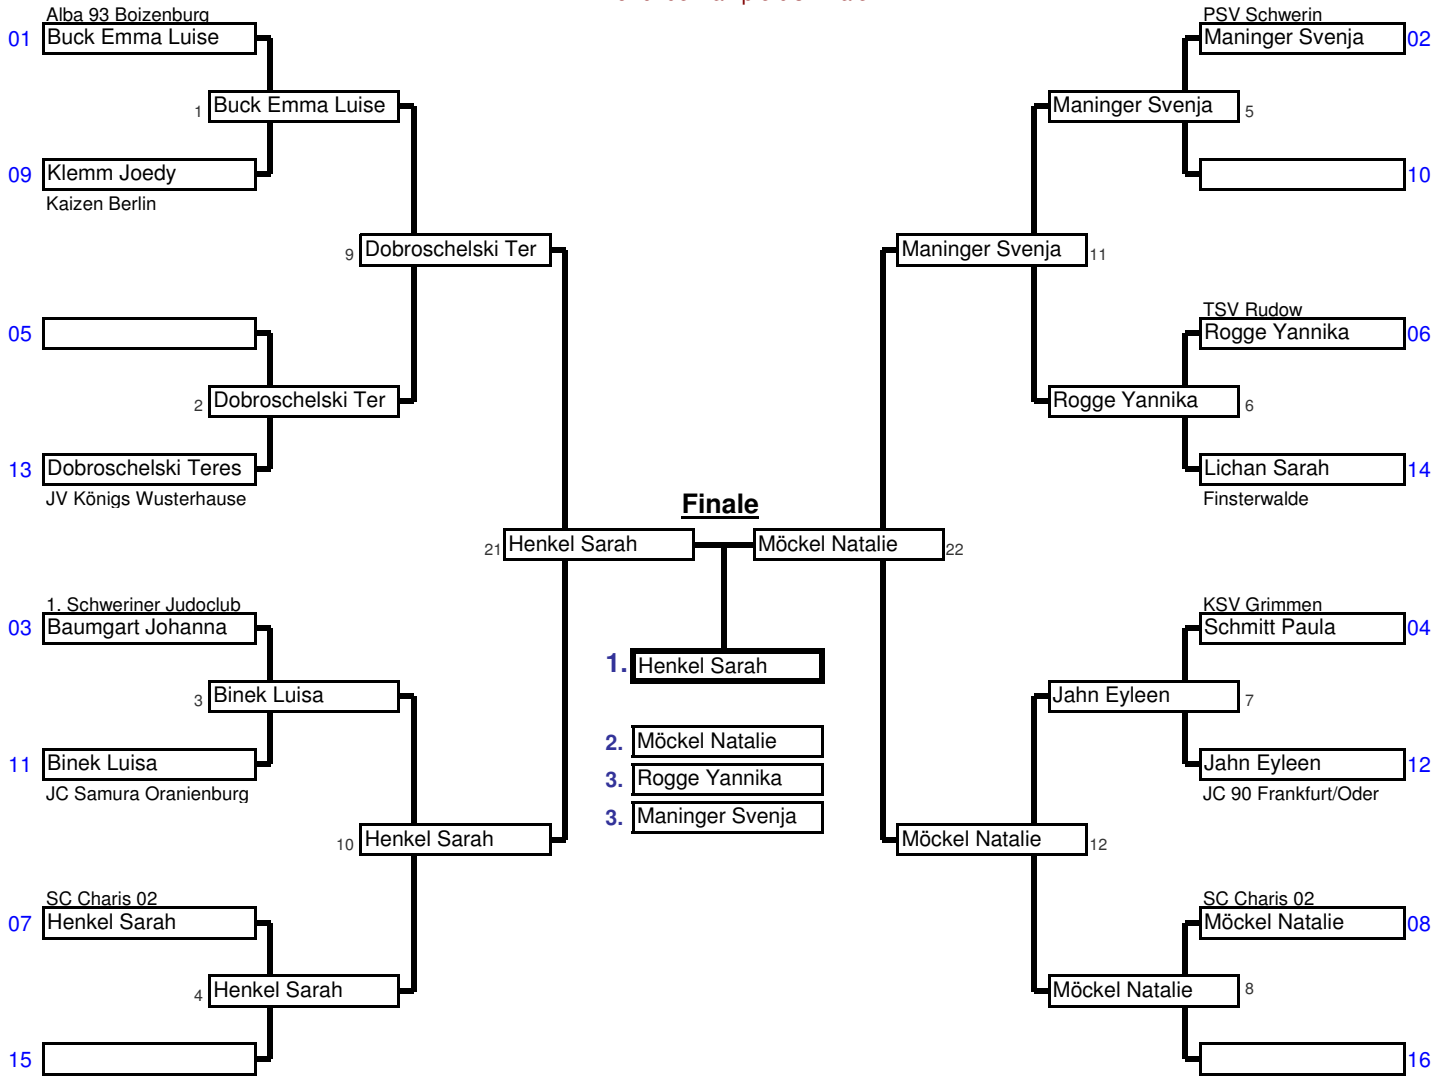 Alba 93 Boizenburg
01 Buck Emma Luise
1 Buck Emma Luise
09 Klemm Joedy
Kaizen Berlin
9 Dobroschelski Ter
05
2 Dobroschelski Ter
13 Dobroschelski Teres
JV Königs Wusterhause
21 Henkel Sarah
1. Schweriner Judoclub
03 Baumgart Johanna
3 Binek Luisa
11 Binek Luisa
JC Samura Oranienburg
10 Henkel Sarah
SC Charis 02
07 Henkel Sarah
4 Henkel Sarah
15
Finale
1. Henkel Sarah
2. Möckel Natalie
3. Rogge Yannika
3. Maninger Svenja
PSV Schwerin
Maninger Svenja 02
Maninger Svenja 5
10
Maninger Svenja 11
TSV Rudow
Rogge Yannika 06
Rogge Yannika 6
Lichan Sarah 14
Finsterwalde
Möckel Natalie 22
KSV Grimmen
Schmitt Paula 04
Jahn Eyleen 7
Jahn Eyleen 12
JC 90 Frankfurt/Oder
Möckel Natalie 12
SC Charis 02
Möckel Natalie 08
Möckel Natalie 8
16